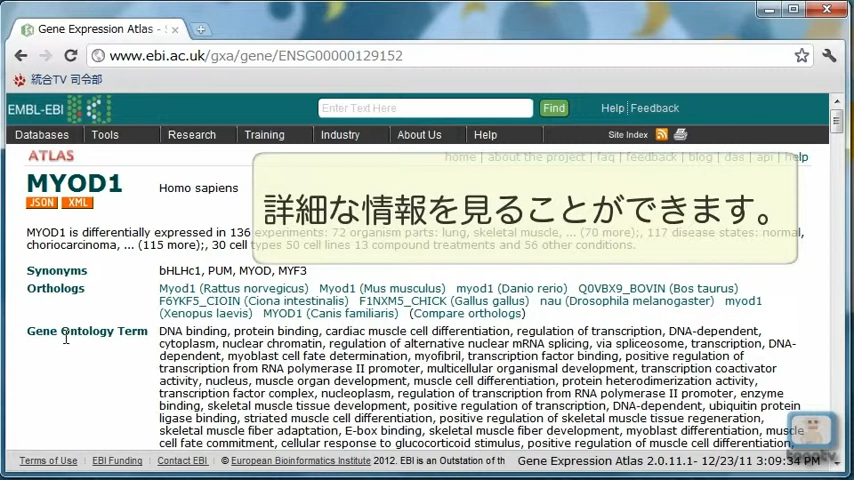 Gene Expression Atlas - S
www.ebi.ac.uk/gxa/gene/ENSG00000129152
統合TV 司令部
EMBL-EBI Enter Text Here Find Help Feedback
Databases Tools Research Training Industry About Us Help Site Index
ATLAS home | about the project | faq | feedback | blog | das | api | help
MYOD1 Homo sapiens
JSON XML
詳細な情報を見ることができます。
MYOD1 is differentially expressed in 136 experiments: 72 organism parts: lung, skeletal muscle, ... (70 more);, 117 disease states: normal,
choriocarcinoma, ... (115 more);, 30 cell types 50 cell lines 13 compound treatments and 56 other conditions.
Synonyms bHLHc1, PUM, MYOD, MYF3
Orthologs Myod1 (Rattus norvegicus) Myod1 (Mus musculus) myod1 (Danio rerio) Q0VBX9_BOVIN (Bos taurus)
F6YKF5_CIOIN (Ciona intestinalis) F1NXM5_CHICK (Gallus gallus) nau (Drosophila melanogaster) myod1
(Xenopus laevis) MYOD1 (Canis familiaris) (Compare orthologs)
Gene Ontology Term DNA binding, protein binding, cardiac muscle cell differentiation, regulation of transcription, DNA-dependent,
cytoplasm, nuclear chromatin, regulation of alternative nuclear mRNA splicing, via spliceosome, transcription, DNA-
dependent, myoblast cell fate determination, myofibril, transcription factor binding, positive regulation of
transcription from RNA polymerase II promoter, multicellular organismal development, transcription coactivator
activity, nucleus, muscle organ development, muscle cell differentiation, protein heterodimerization activity,
transcription factor complex, nucleoplasm, regulation of transcription from RNA polymerase II promoter, enzyme
binding, skeletal muscle tissue development, positive regulation of transcription, DNA-dependent, ubiquitin protein
ligase binding, striated muscle cell differentiation, positive regulation of skeletal muscle tissue regeneration,
skeletal muscle fiber adaptation, E-box binding, skeletal muscle fiber development, myoblast differentiation, muscle
cell fate commitment, cellular response to glucocorticoid stimulus, positive regulation of muscle cell differentiation,
Terms of Use EBI Funding Contact EBI © European Bioinformatics Institute 2012. EBI is an Outstation of th Gene Expression Atlas 2.0.11.1- 12/23/11 3:09:34 PM